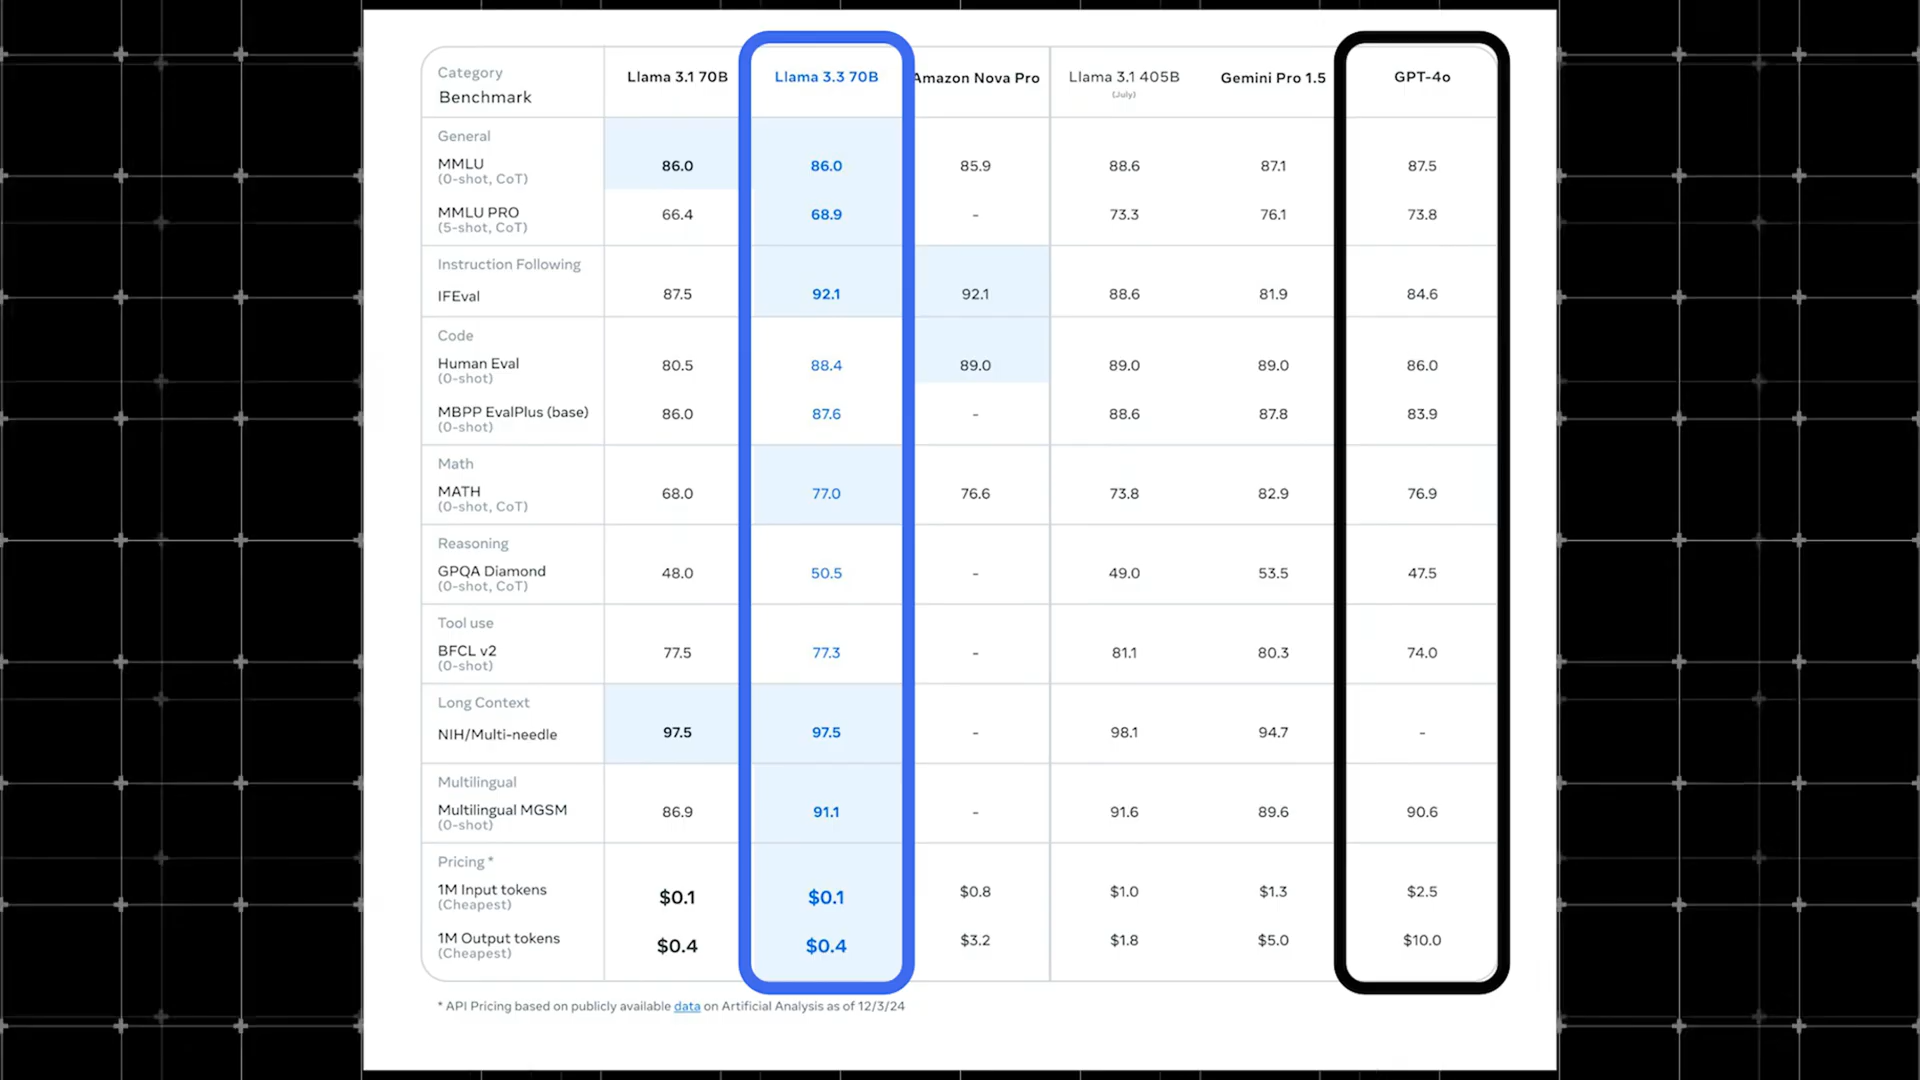 Category
Benchmark
Llama 3.1 70B
Llama 3.3 70B
Amazon Nova Pro
Llama 3.1 405B
(July)
Gemini Pro 1.5
GPT-4o
General
MMLU
(0-shot, CoT)
86.0
86.0
85.9
88.6
87.1
87.5
MMLU PRO
(5-shot, CoT)
66.4
68.9
-
73.3
76.1
73.8
Instruction Following
IFEval
87.5
92.1
92.1
88.6
81.9
84.6
Code
Human Eval
(0-shot)
80.5
88.4
89.0
89.0
89.0
86.0
MBPP EvalPlus (base)
(0-shot)
86.0
87.6
-
88.6
87.8
83.9
Math
MATH
(0-shot, CoT)
68.0
77.0
76.6
73.8
82.9
76.9
Reasoning
GPQA Diamond
(0-shot, CoT)
48.0
50.5
-
49.0
53.5
47.5
Tool use
BFCL v2
(0-shot)
77.5
77.3
-
81.1
80.3
74.0
Long Context
NIH/Multi-needle
97.5
97.5
-
98.1
94.7
-
Multilingual
Multilingual MGSM
(0-shot)
86.9
91.1
-
91.6
89.6
90.6
Pricing *
1M Input tokens
(Cheapest)
$0.1
$0.1
$0.8
$1.0
$1.3
$2.5
1M Output tokens
(Cheapest)
$0.4
$0.4
$3.2
$1.8
$5.0
$10.0
* API Pricing based on publicly available data on Artificial Analysis as of 12/3/24